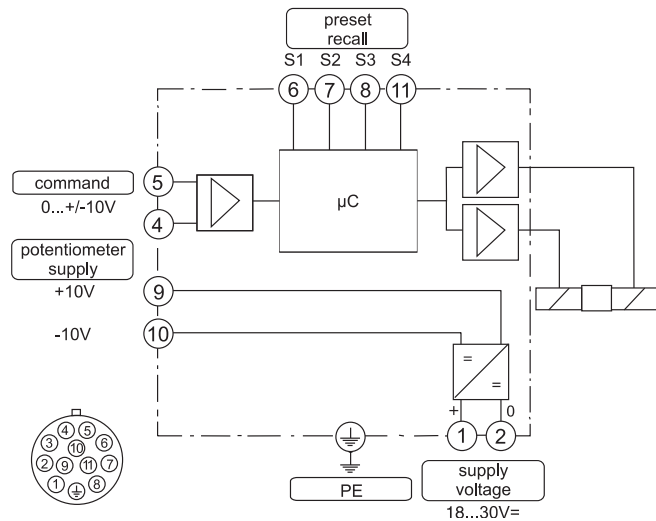 preset
recall
S1 S2 S3 S4
6 7 8 11
command
0...+/-10V
5
4
µC
potentiometer
supply
+10V
9
-10V
10
=
=
+ 0
1 2
PE
supply
voltage
18...30V=
4 5
3 10 6
2 9 11 7
1 8